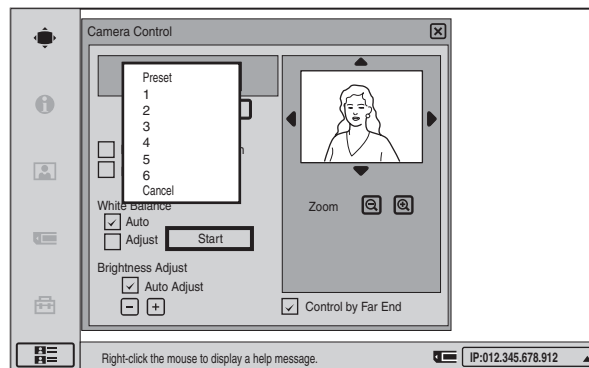 Camera Control
Preset
1
2
3
4
5
6
Cancel
White Balance
Auto
Adjust
Start
Brightness Adjust
Auto Adjust
Zoom
Control by Far End
Right-click the mouse to display a help message.
IP:012.345.678.912